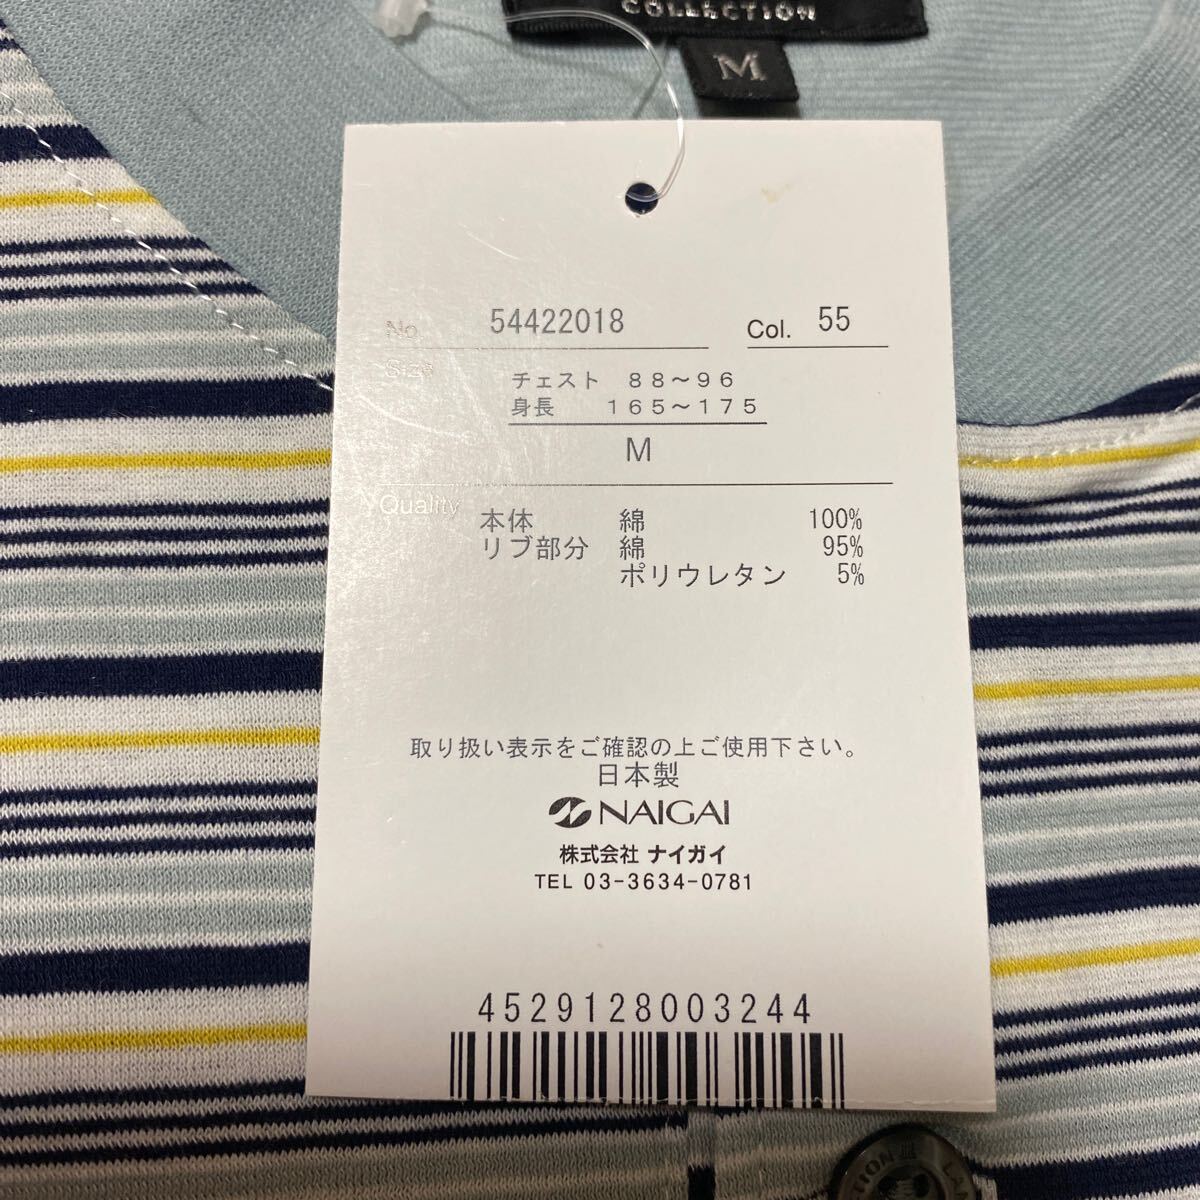 COLLECTION
M
No. 54422018 Col. 55
Size チェスト 88～96
身長 165～175
M
Quality 本体 綿 100%
リブ部分 綿 95%
ポリウレタン 5%
取り扱い表示をご確認の上ご使用下さい。
日本製
NAIGAI
株式会社 ナイガイ
TEL 03-3634-0781
4529128003244